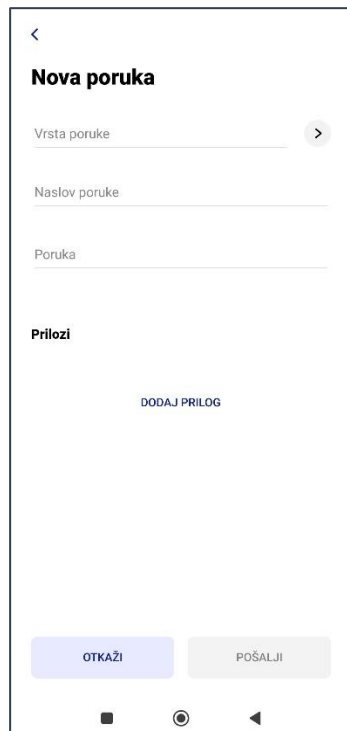 Nova poruka
Vrsta poruke
Naslov poruke
Poruka
Prilozi
DODAJ PRILOG
OTKAŽI
POŠALJI